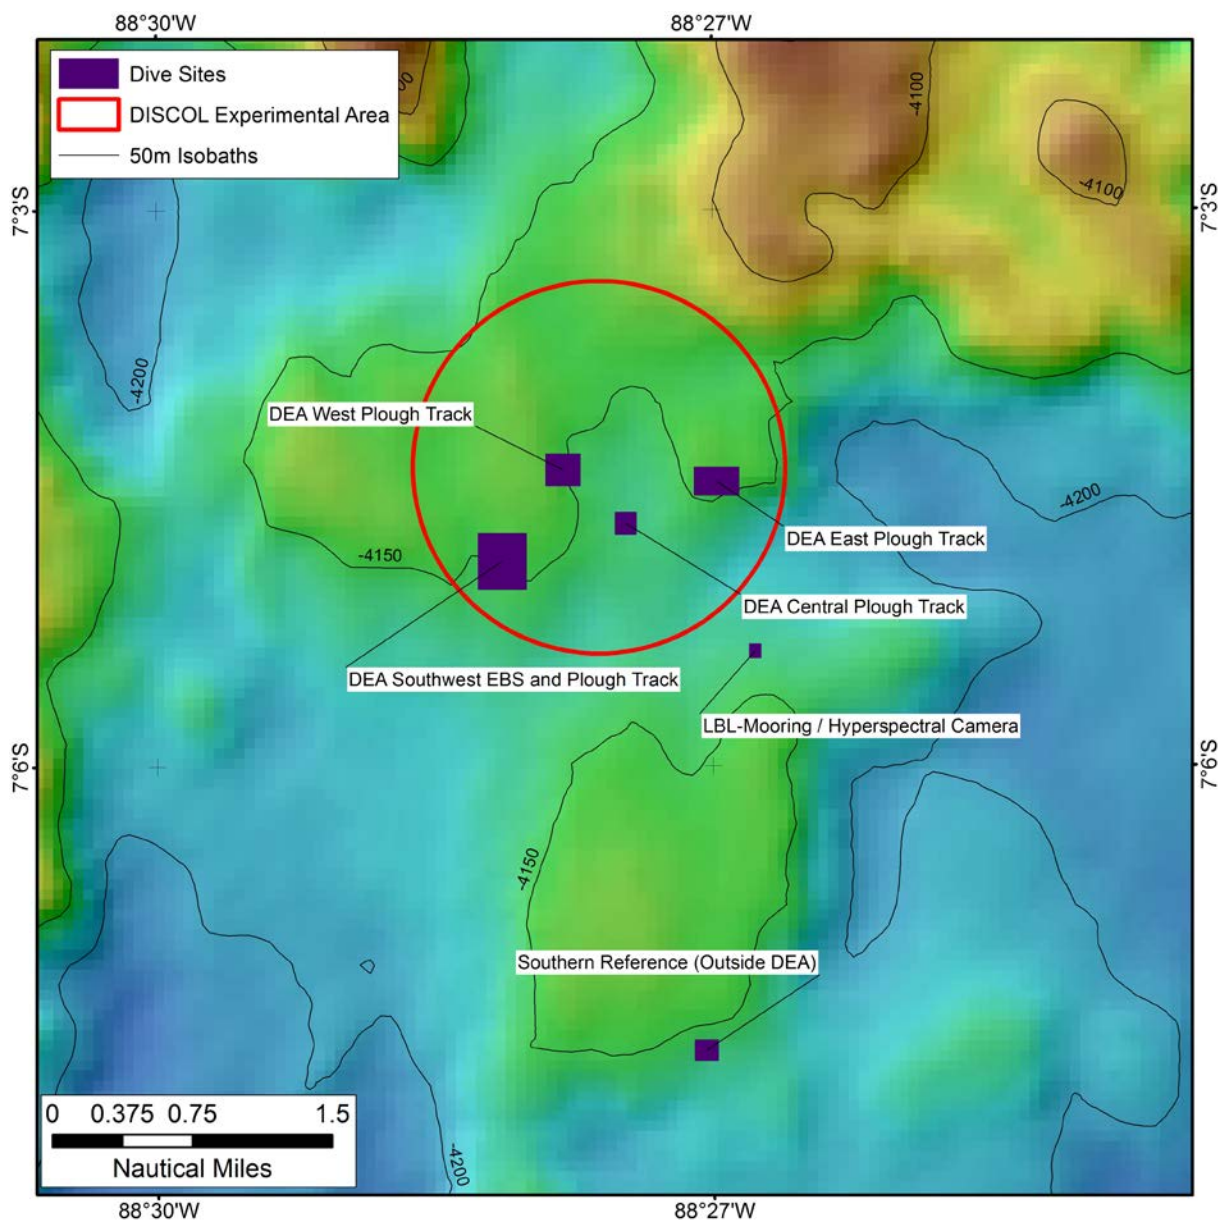 88°30'W
88°27'W
Dive Sites
DISCOL Experimental Area
50m Isobaths
00
-4100
-4100
7°3'S
7°3'S
-4200
DEA West Plough Track
-4200
DEA East Plough Track
-4150
DEA Central Plough Track
DEA Southwest EBS and Plough Track
LBL-Mooring / Hyperspectral Camera
7°6'S
7°6'S
-4150
Southern Reference (Outside DEA)
0 0.375 0.75 1.5
Nautical Miles
-4200
88°30'W
88°27'W